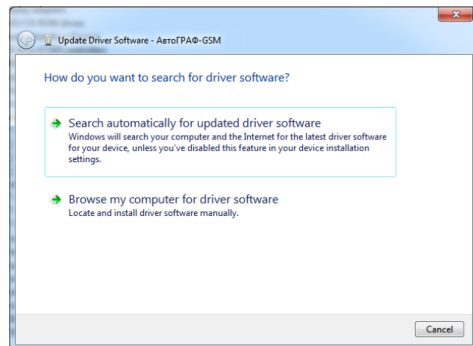 Update Driver Software - АвтоГРАФ-GSM
How do you want to search for driver software?
Search automatically for updated driver software
Windows will search your computer and the Internet for the latest driver software
for your device, unless you've disabled this feature in your device installation
settings.
Browse my computer for driver software
Locate and install driver software manually.
Cancel